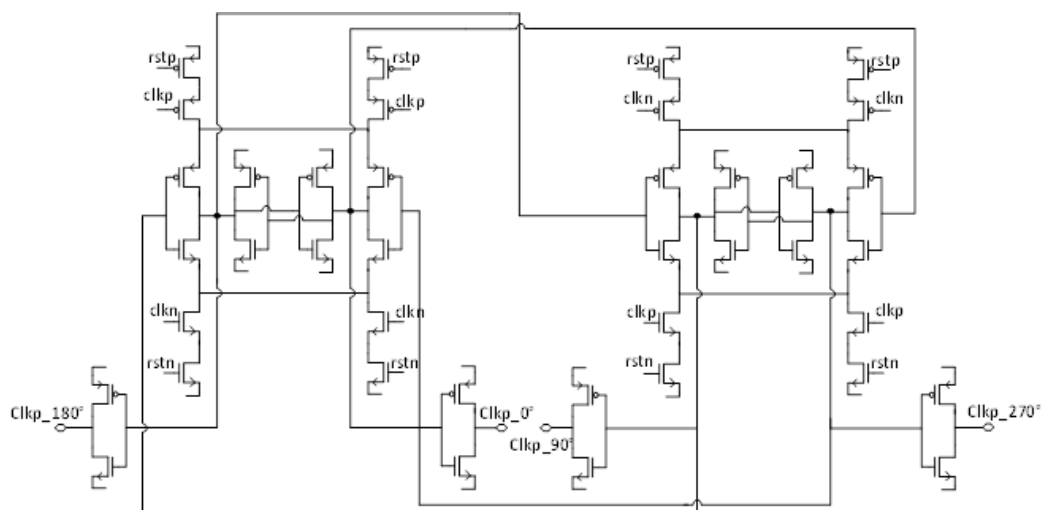 rstp
rstp
clkp
clkp
clkn
clkn
rstn
rstn
Clkp_180°
Clkp_0°
rstp
rstp
clkn
clkn
clkp
clkp
rstn
rstn
Clkp_90°
Clkp_270°